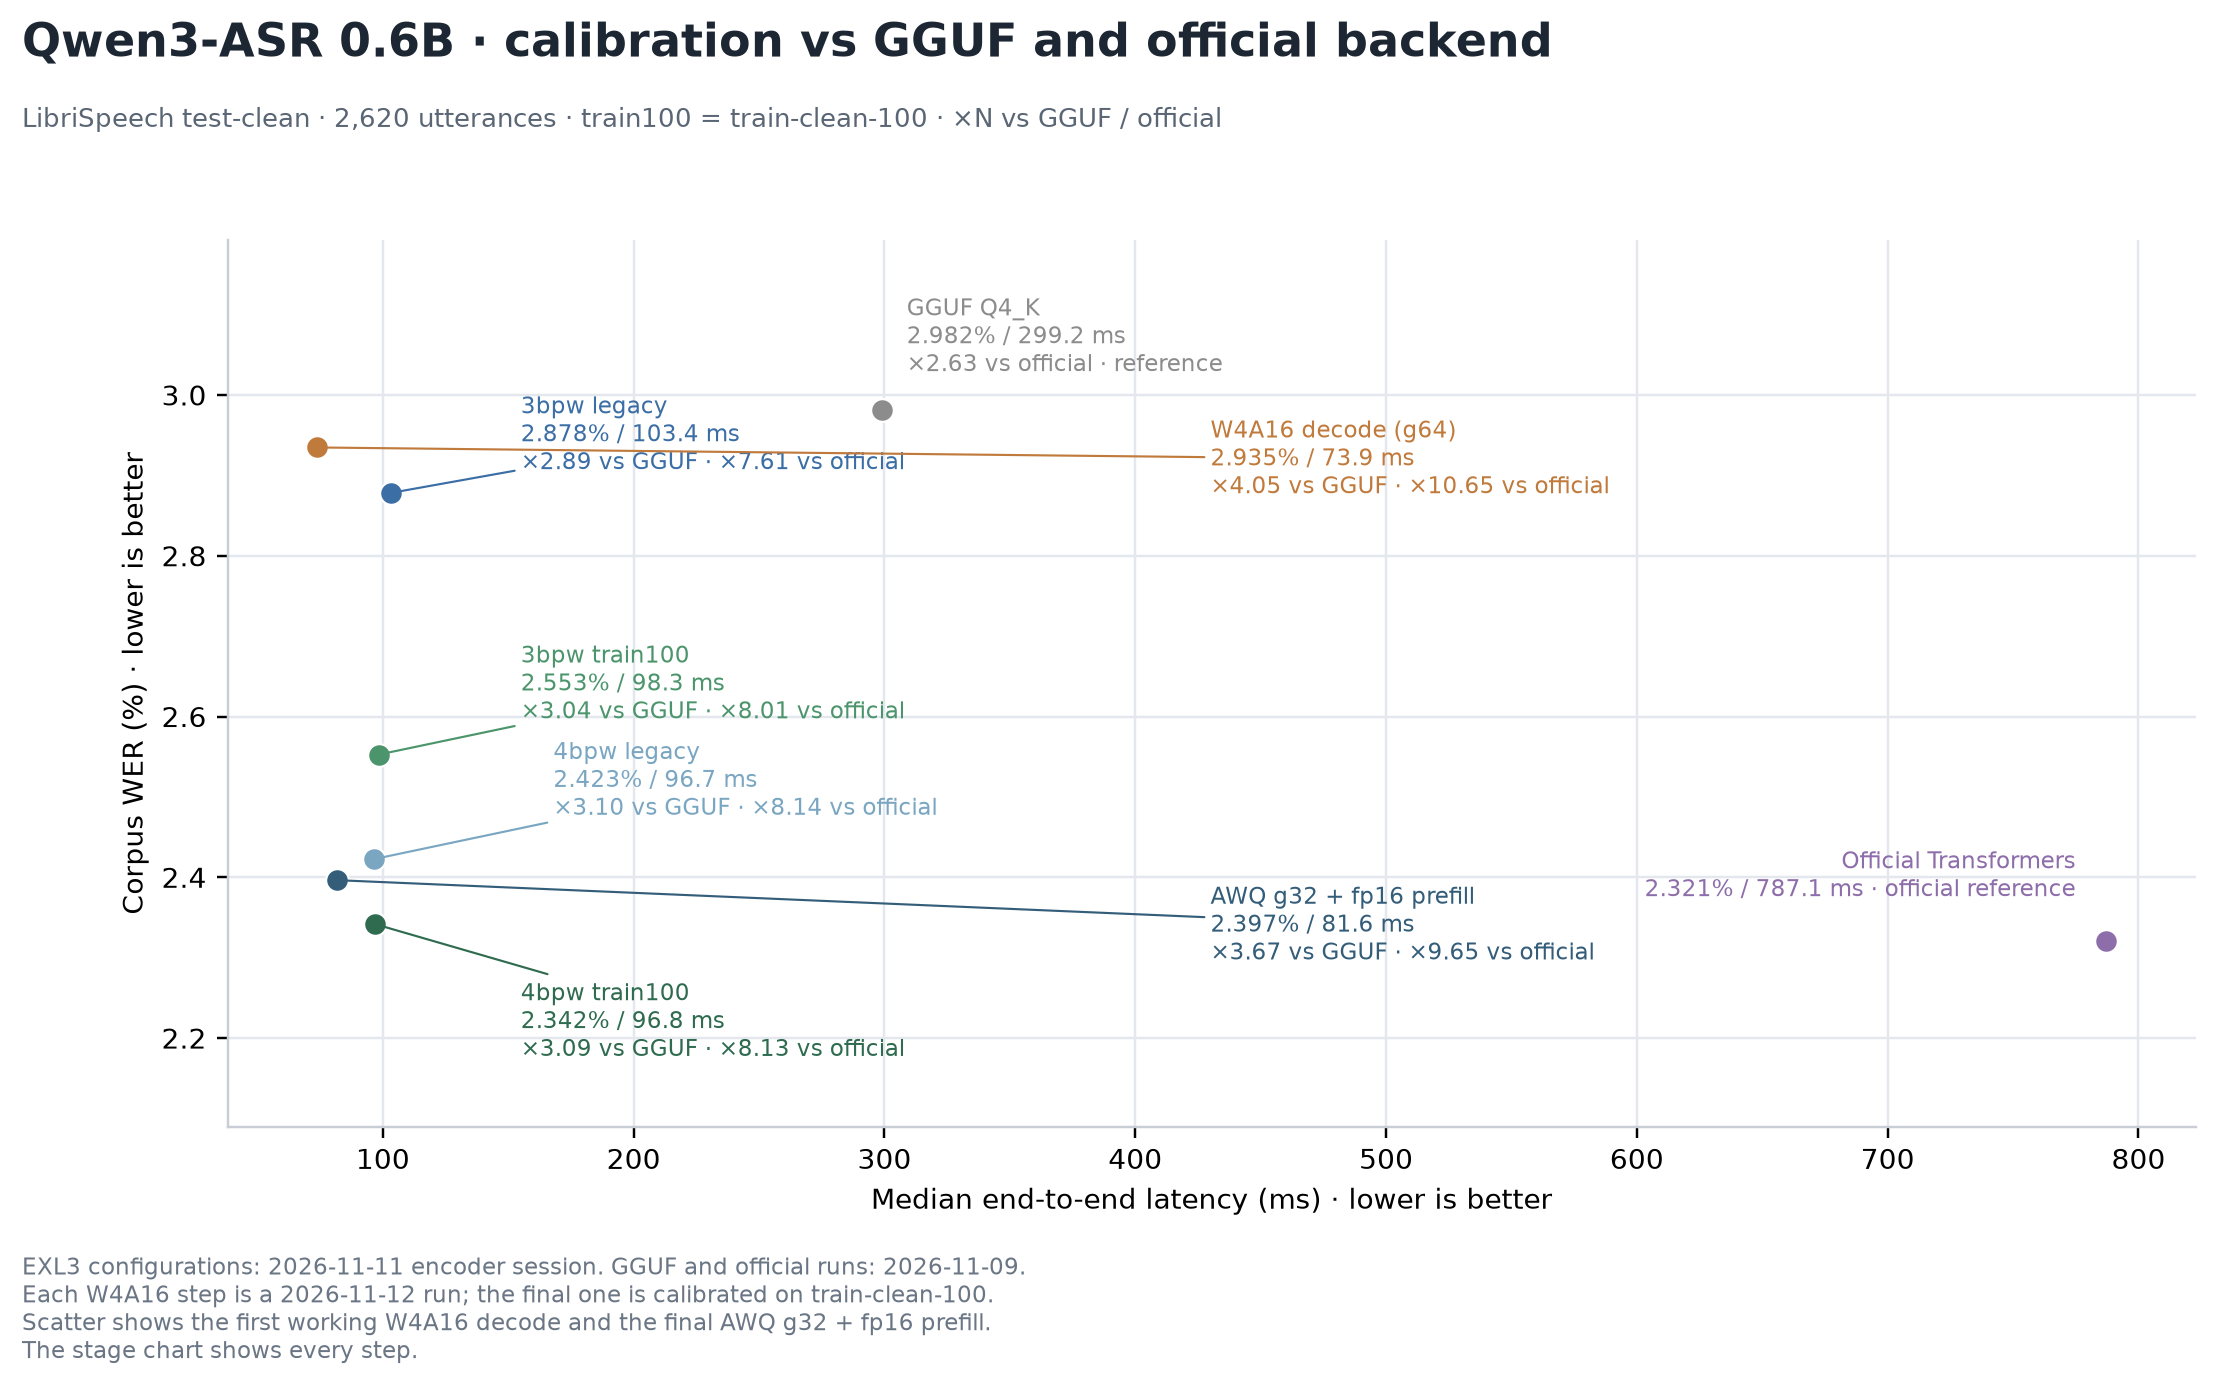 Qwen3-ASR 0.6B · calibration vs GGUF and official backend
LibriSpeech test-clean · 2,620 utterances · train100 = train-clean-100 · ×N vs GGUF / official
GGUF Q4_K
2.982% / 299.2 ms
×2.63 vs official · reference
3bpw legacy
2.878% / 103.4 ms
×2.89 vs GGUF · ×7.61 vs official
W4A16 decode (g64)
2.935% / 73.9 ms
×4.05 vs GGUF · ×10.65 vs official
3bpw train100
2.553% / 98.3 ms
×3.04 vs GGUF · ×8.01 vs official
4bpw legacy
2.423% / 96.7 ms
×3.10 vs GGUF · ×8.14 vs official
Official Transformers
2.321% / 787.1 ms · official reference
AWQ g32 + fp16 prefill
2.397% / 81.6 ms
×3.67 vs GGUF · ×9.65 vs official
4bpw train100
2.342% / 96.8 ms
×3.09 vs GGUF · ×8.13 vs official
Corpus WER (%) · lower is better
3.0
2.8
2.6
2.4
2.2
100 200 300 400 500 600 700 800
Median end-to-end latency (ms) · lower is better
EXL3 configurations: 2026-11-11 encoder session. GGUF and official runs: 2026-11-09.
Each W4A16 step is a 2026-11-12 run; the final one is calibrated on train-clean-100.
Scatter shows the first working W4A16 decode and the final AWQ g32 + fp16 prefill.
The stage chart shows every step.